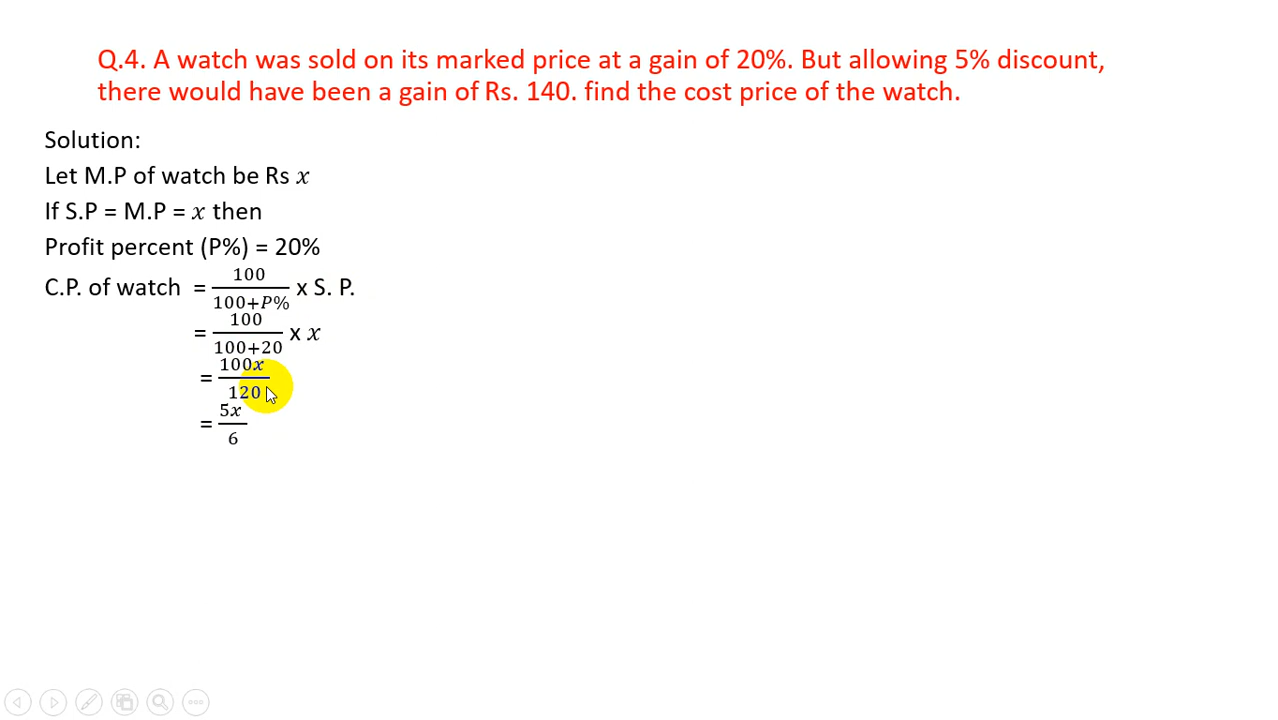 Q.4. A watch was sold on its marked price at a gain of 20%. But allowing 5% discount,
there would have been a gain of Rs. 140. find the cost price of the watch.
Solution:
Let M.P of watch be Rs 𝑥
If S.P = M.P = 𝑥 then
Profit percent (P%) = 20%
C.P. of watch = 100/(100+𝑃%) x S. P.
= 100/(100+20) x 𝑥
= 100𝑥/120
= 5𝑥/6